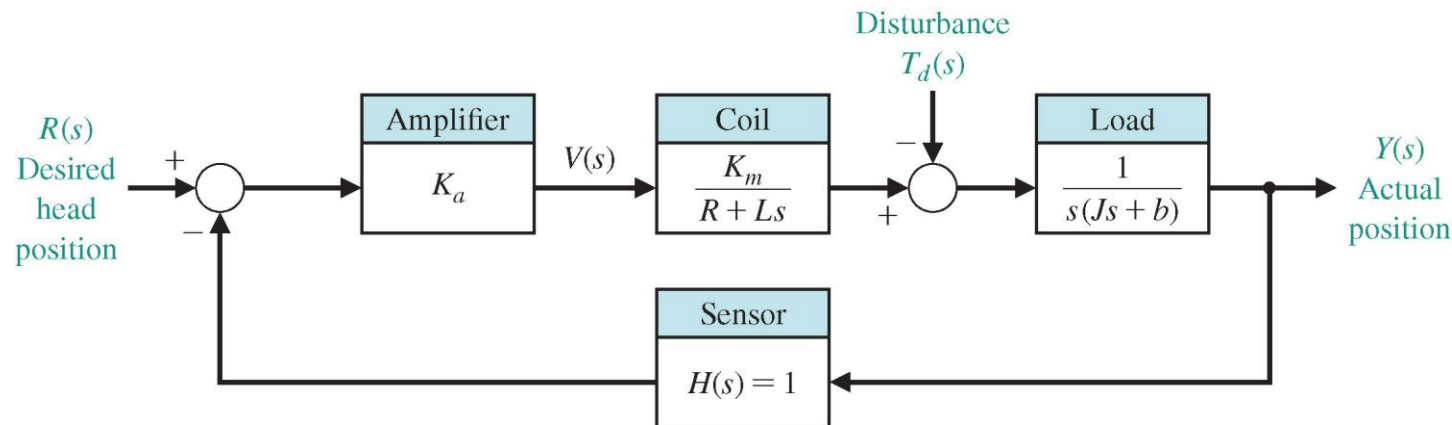 Disturbance
T_d(s)
R(s)
Desired
head
position
+
−
Amplifier
K_a
V(s)
Coil
K_m
R + Ls
+
−
Load
1
s(Js + b)
Y(s)
Actual
position
Sensor
H(s) = 1